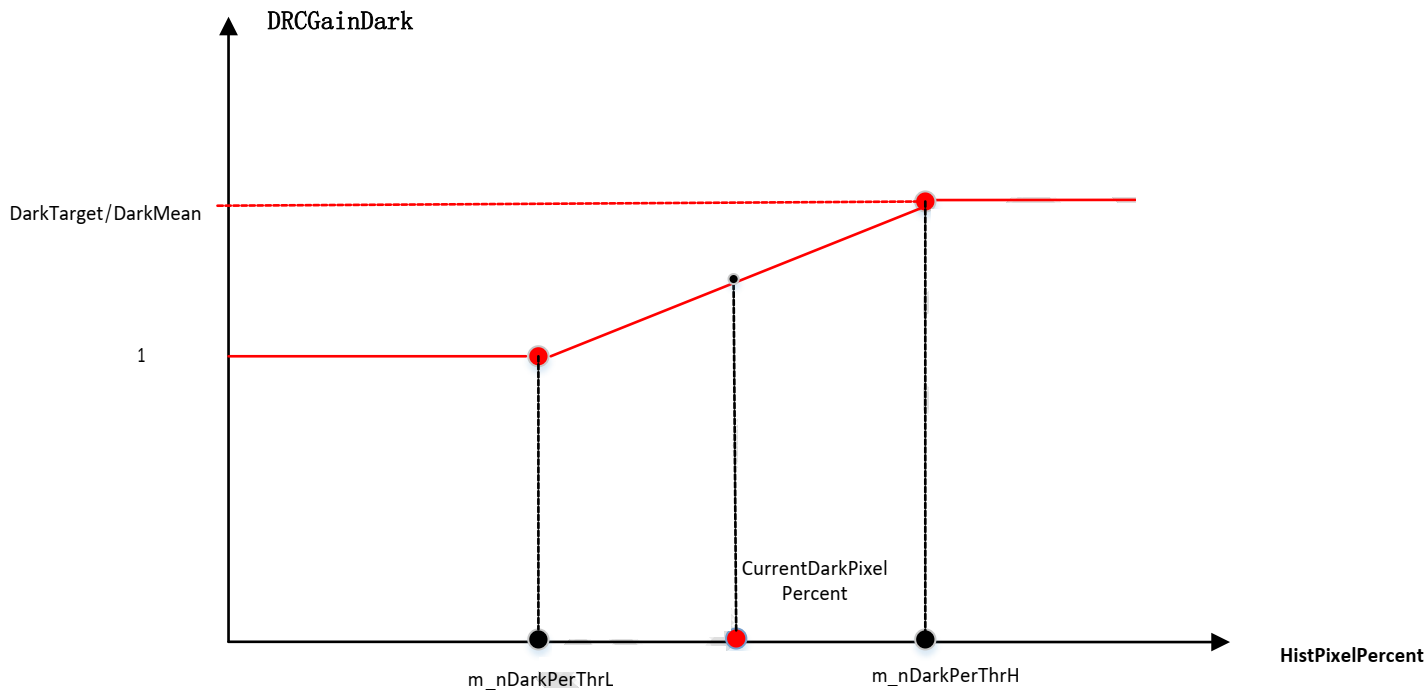 DRCGainDark
DarkTarget/DarkMean
1
CurrentDarkPixel
Percent
HistPixelPercent
m_nDarkPerThrL
m_nDarkPerThrH